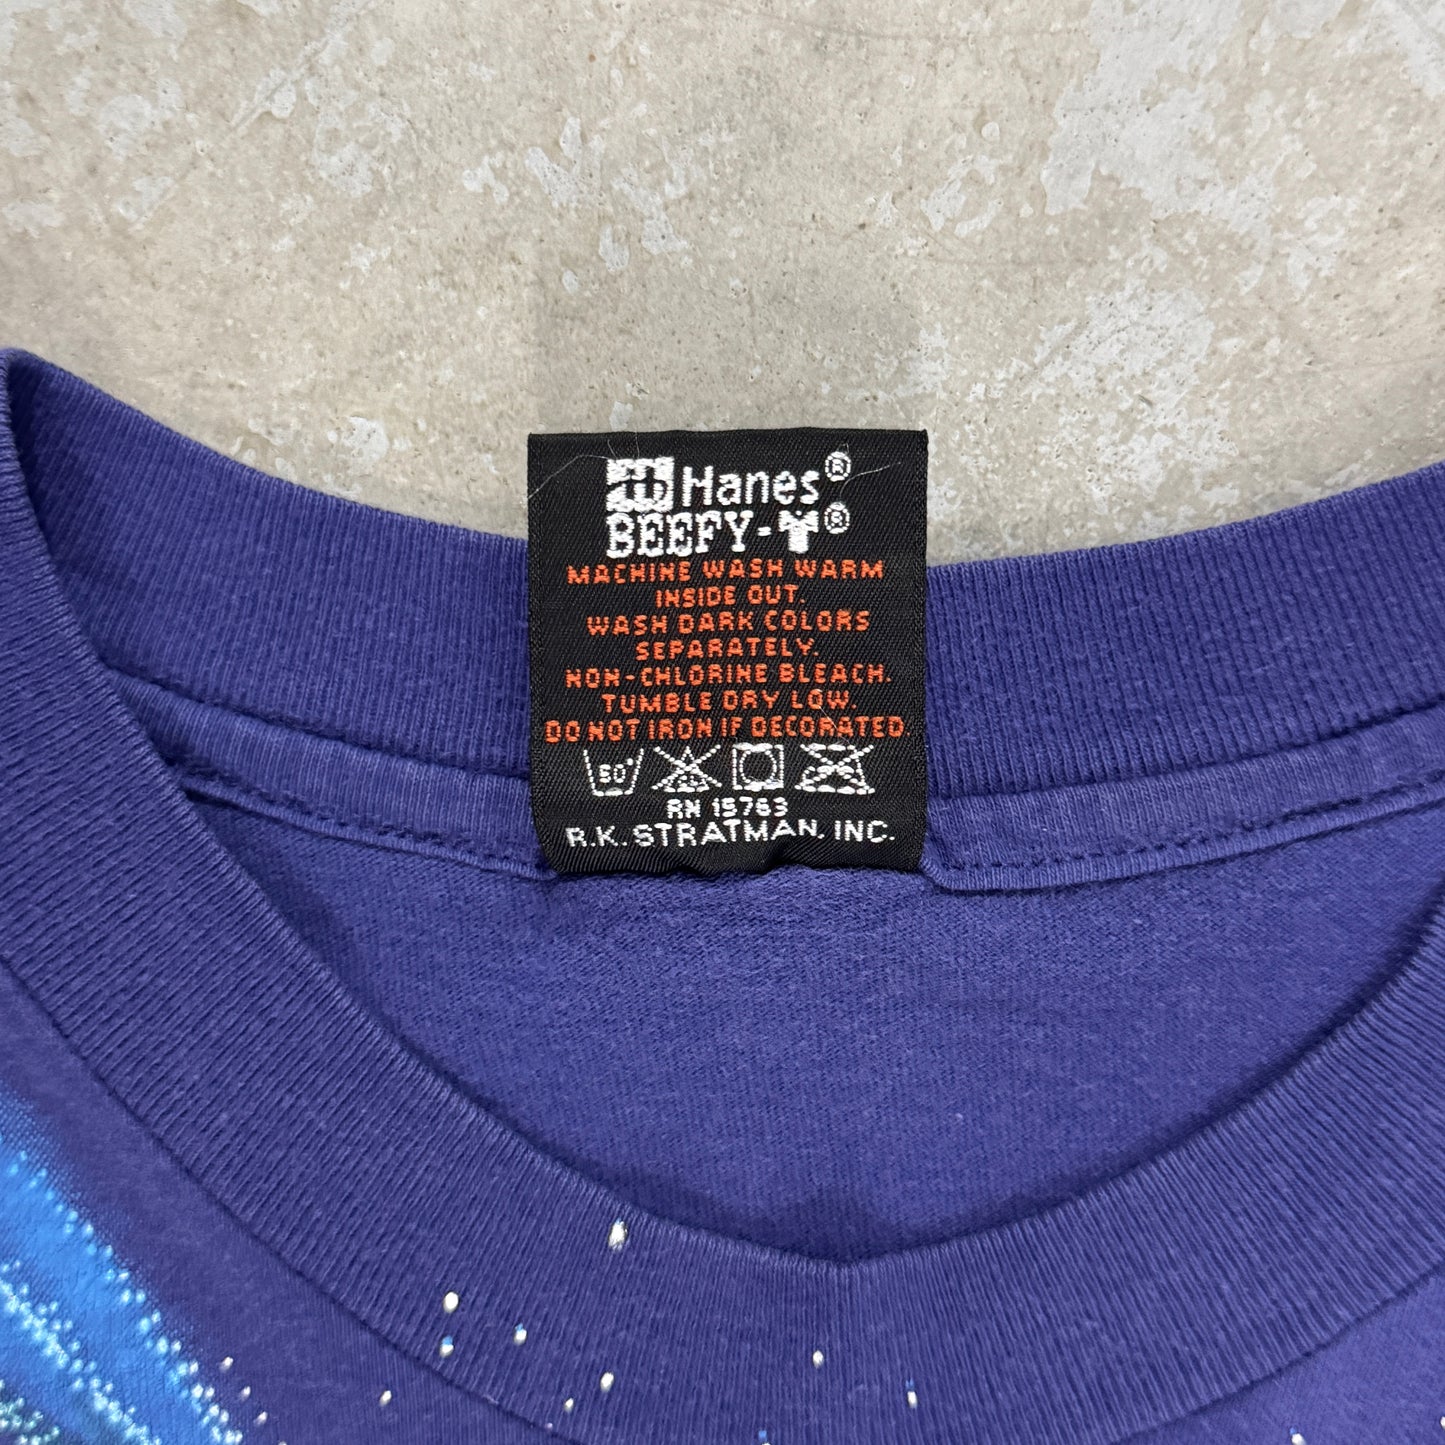 Hanes®
BEEFY-T®
MACHINE WASH WARM
INSIDE OUT.
WASH DARK COLORS
SEPARATELY.
NON-CHLORINE BLEACH.
TUMBLE DRY LOW.
DO NOT IRON IF DECORATED
RN 15763
R.K. STRATMAN, INC.